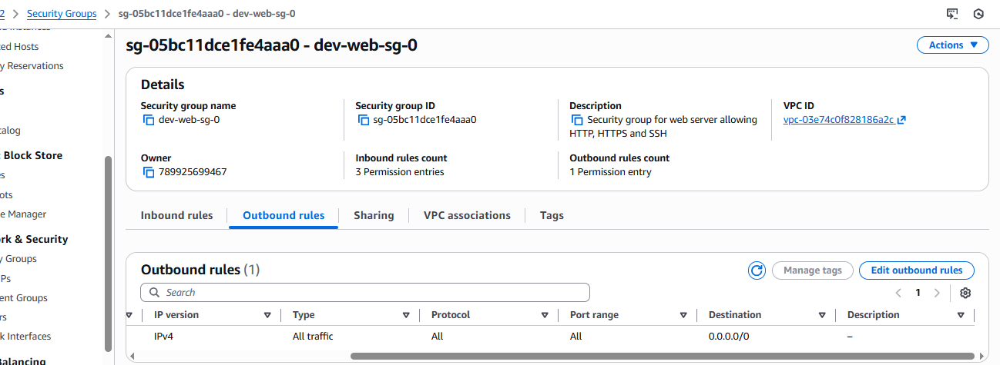 2 > Security Groups > sg-05bc11dce1fe4aaa0 - dev-web-sg-0
ed Hosts
y Reservations
s
alog
Block Store
es
ots
e Manager
rk & Security
y Groups
Ps
ent Groups
rs
k Interfaces
Balancing
sg-05bc11dce1fe4aaa0 - dev-web-sg-0
Actions
Details
Security group name
dev-web-sg-0
Security group ID
sg-05bc11dce1fe4aaa0
Description
Security group for web server allowing
HTTP, HTTPS and SSH
VPC ID
vpc-03e74c0f828186a2c
Owner
789925699467
Inbound rules count
3 Permission entries
Outbound rules count
1 Permission entry
Inbound rules Outbound rules Sharing VPC associations Tags
Outbound rules (1)
Manage tags Edit outbound rules
Search
1
IP version Type Protocol Port range Destination Description
IPv4 All traffic All All 0.0.0.0/0 –